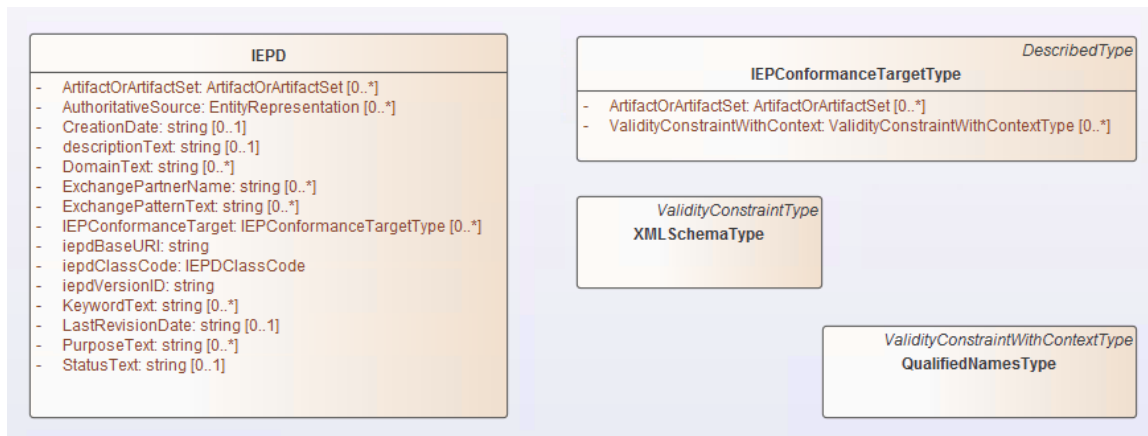 IEPD
- ArtifactOrArtifactSet: ArtifactOrArtifactSet [0..*]
- AuthoritativeSource: EntityRepresentation [0..*]
- CreationDate: string [0..1]
- descriptionText: string [0..1]
- DomainText: string [0..*]
- ExchangePartnerName: string [0..*]
- ExchangePatternText: string [0..*]
- IEPConformanceTarget: IEPConformanceTargetType [0..*]
- iepdBaseURI: string
- iepdClassCode: IEPDClassCode
- iepdVersionID: string
- KeywordText: string [0..*]
- LastRevisionDate: string [0..1]
- PurposeText: string [0..*]
- StatusText: string [0..1]
DescribedType
IEPConformanceTargetType
- ArtifactOrArtifactSet: ArtifactOrArtifactSet [0..*]
- ValidityConstraintWithContext: ValidityConstraintWithContextType [0..*]
ValidityConstraintType
XMLSchemaType
ValidityConstraintWithContextType
QualifiedNamesType